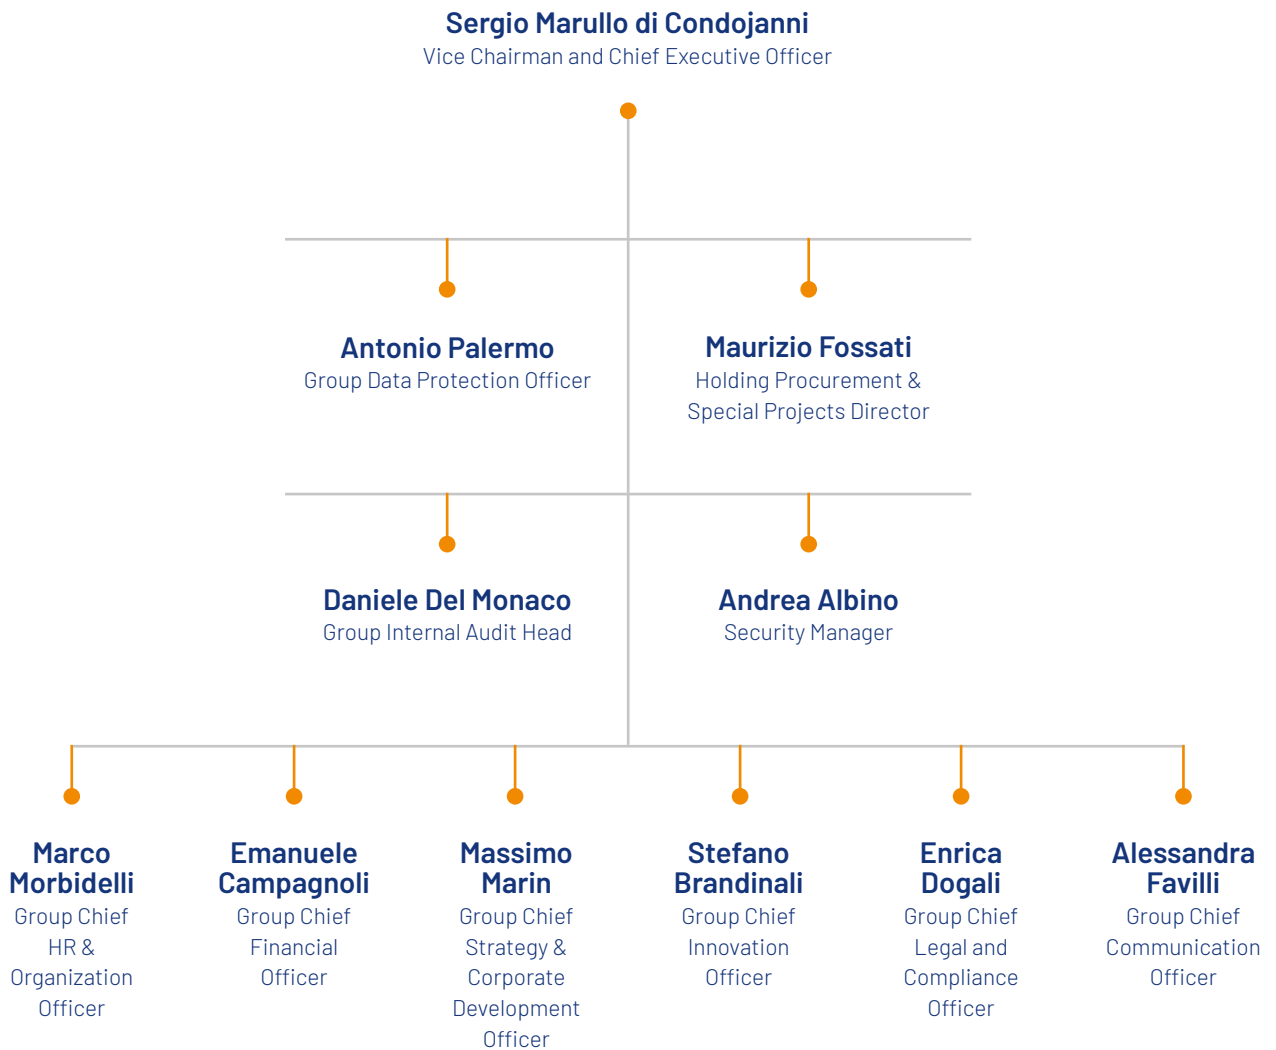 Sergio Marullo di Condojanni
Vice Chairman and Chief Executive Officer
Antonio Palermo
Group Data Protection Officer
Maurizio Fossati
Holding Procurement &
Special Projects Director
Daniele Del Monaco
Group Internal Audit Head
Andrea Albino
Security Manager
Marco
Morbidelli
Group Chief
HR &
Organization
Officer
Emanuele
Campagnoli
Group Chief
Financial
Officer
Massimo
Marin
Group Chief
Strategy &
Corporate
Development
Officer
Stefano
Brandinali
Group Chief
Innovation
Officer
Enrica
Dogali
Group Chief
Legal and
Compliance
Officer
Alessandra
Favilli
Group Chief
Communication
Officer